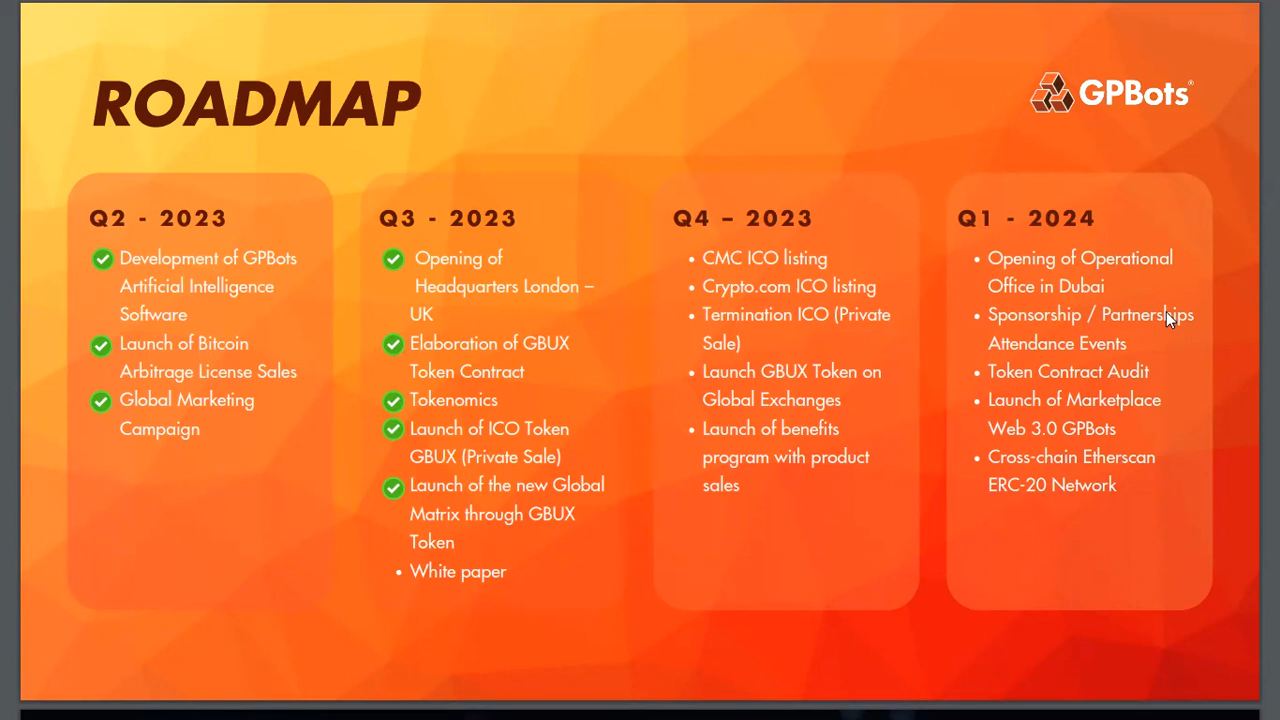 ROADMAP
GPBots®
Q2 - 2023
Development of GPBots
Artificial Intelligence
Software
Launch of Bitcoin
Arbitrage License Sales
Global Marketing
Campaign
Q3 - 2023
Opening of
Headquarters London –
UK
Elaboration of GBUX
Token Contract
Tokenomics
Launch of ICO Token
GBUX (Private Sale)
Launch of the new Global
Matrix through GBUX
Token
• White paper
Q4 – 2023
• CMC ICO listing
• Crypto.com ICO listing
• Termination ICO (Private
Sale)
• Launch GBUX Token on
Global Exchanges
• Launch of benefits
program with product
sales
Q1 - 2024
• Opening of Operational
Office in Dubai
• Sponsorship / Partnerships
Attendance Events
• Token Contract Audit
• Launch of Marketplace
Web 3.0 GPBots
• Cross-chain Etherscan
ERC-20 Network